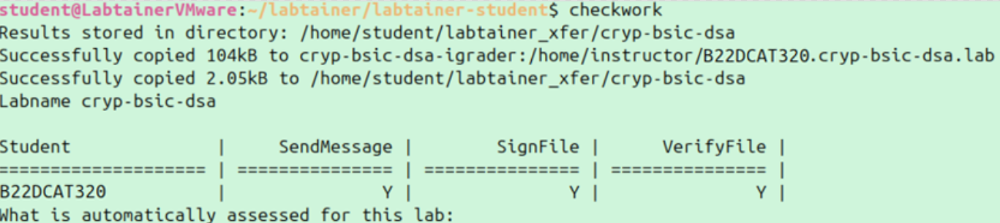 student@LabtainerVMware:~/labtainer/labtainer-student$ checkwork
Results stored in directory: /home/student/labtainer_xfer/cryp-bsic-dsa
Successfully copied 104kB to cryp-bsic-dsa-igrader:/home/instructor/B22DCAT320.cryp-bsic-dsa.lab
Successfully copied 2.05kB to /home/student/labtainer_xfer/cryp-bsic-dsa
Labname cryp-bsic-dsa
Student | SendMessage | SignFile | VerifyFile |
==================== | =============== | =============== | =============== |
B22DCAT320 | Y | Y | Y |
What is automatically assessed for this lab: